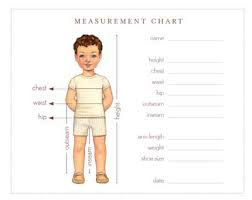 MEASUREMENT CHART
name
height
chest
waist
hip
outseam
inseam
arm length
weight
shoe size
date
chest
waist
hip
height
outseam
inseam